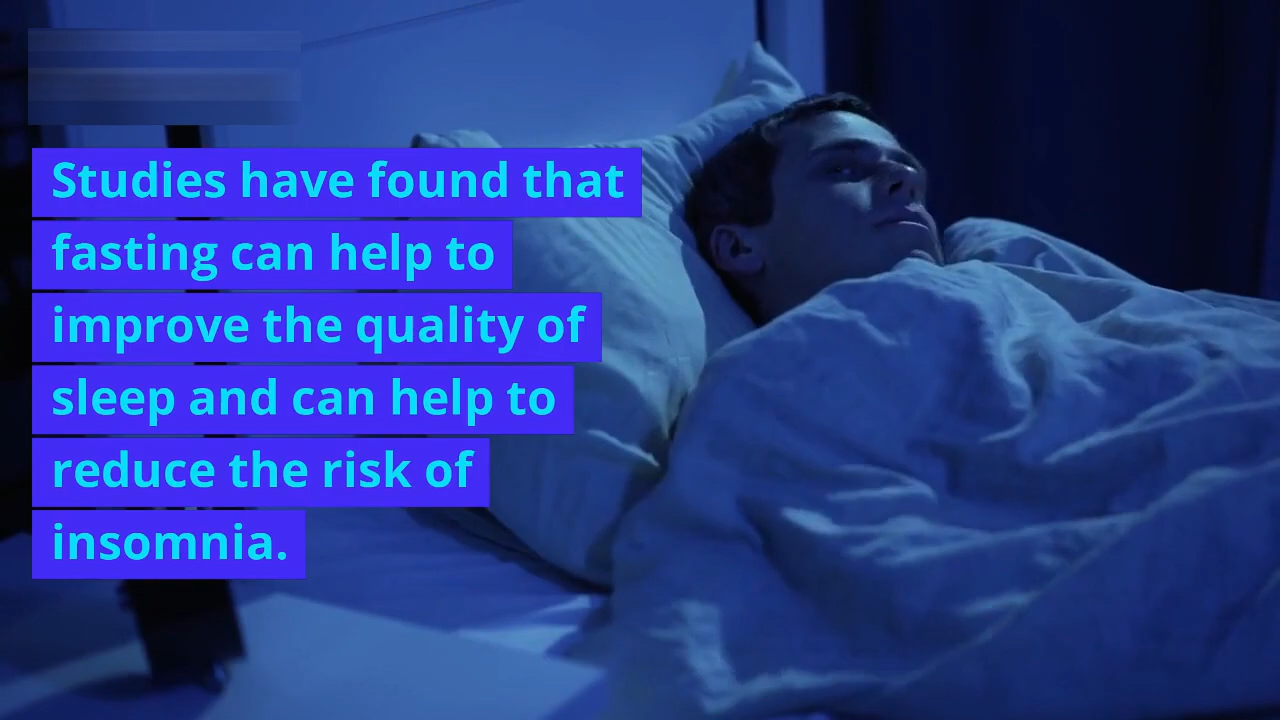 Studies have found that
fasting can help to
improve the quality of
sleep and can help to
reduce the risk of
insomnia.